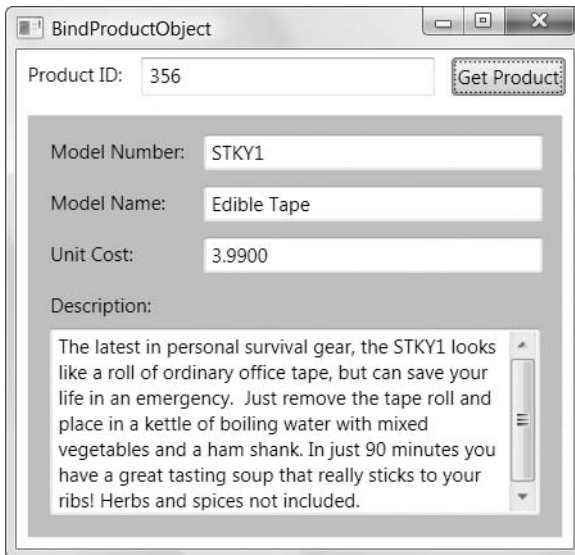 BindProductObject
Product ID: 356 Get Product
Model Number: STKY1
Model Name: Edible Tape
Unit Cost: 3.9900
Description:
The latest in personal survival gear, the STKY1 looks
like a roll of ordinary office tape, but can save your
life in an emergency.  Just remove the tape roll and
place in a kettle of boiling water with mixed
vegetables and a ham shank. In just 90 minutes you
have a great tasting soup that really sticks to your
ribs! Herbs and spices not included.